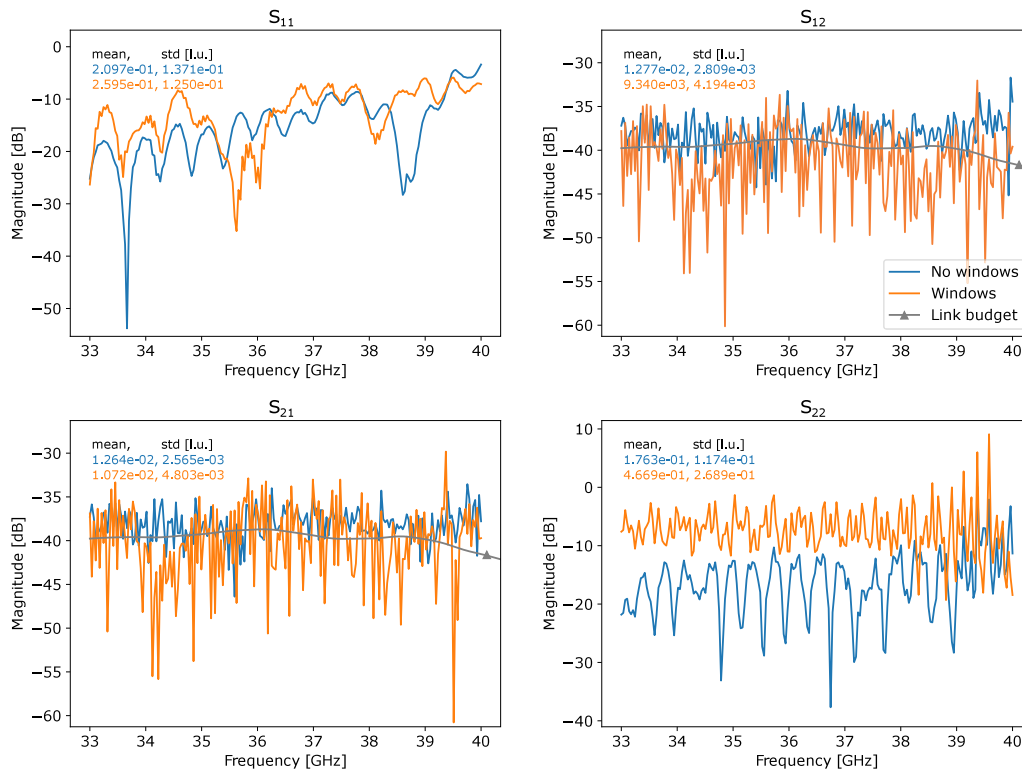 S11
mean, std [l.u.]
2.097e-01, 1.371e-01
2.595e-01, 1.250e-01
0
−10
−20
−30
−40
−50
Magnitude [dB]
33 34 35 36 37 38 39 40
Frequency [GHz]
S12
mean, std [l.u.]
1.277e-02, 2.809e-03
9.340e-03, 4.194e-03
−30
−35
−40
−45
−50
−55
−60
Magnitude [dB]
No windows
Windows
Link budget
33 34 35 36 37 38 39 40
Frequency [GHz]
S21
mean, std [l.u.]
1.264e-02, 2.565e-03
1.072e-02, 4.803e-03
−30
−35
−40
−45
−50
−55
−60
Magnitude [dB]
33 34 35 36 37 38 39 40
Frequency [GHz]
S22
mean, std [l.u.]
1.763e-01, 1.174e-01
4.669e-01, 2.689e-01
10
0
−10
−20
−30
−40
Magnitude [dB]
33 34 35 36 37 38 39 40
Frequency [GHz]